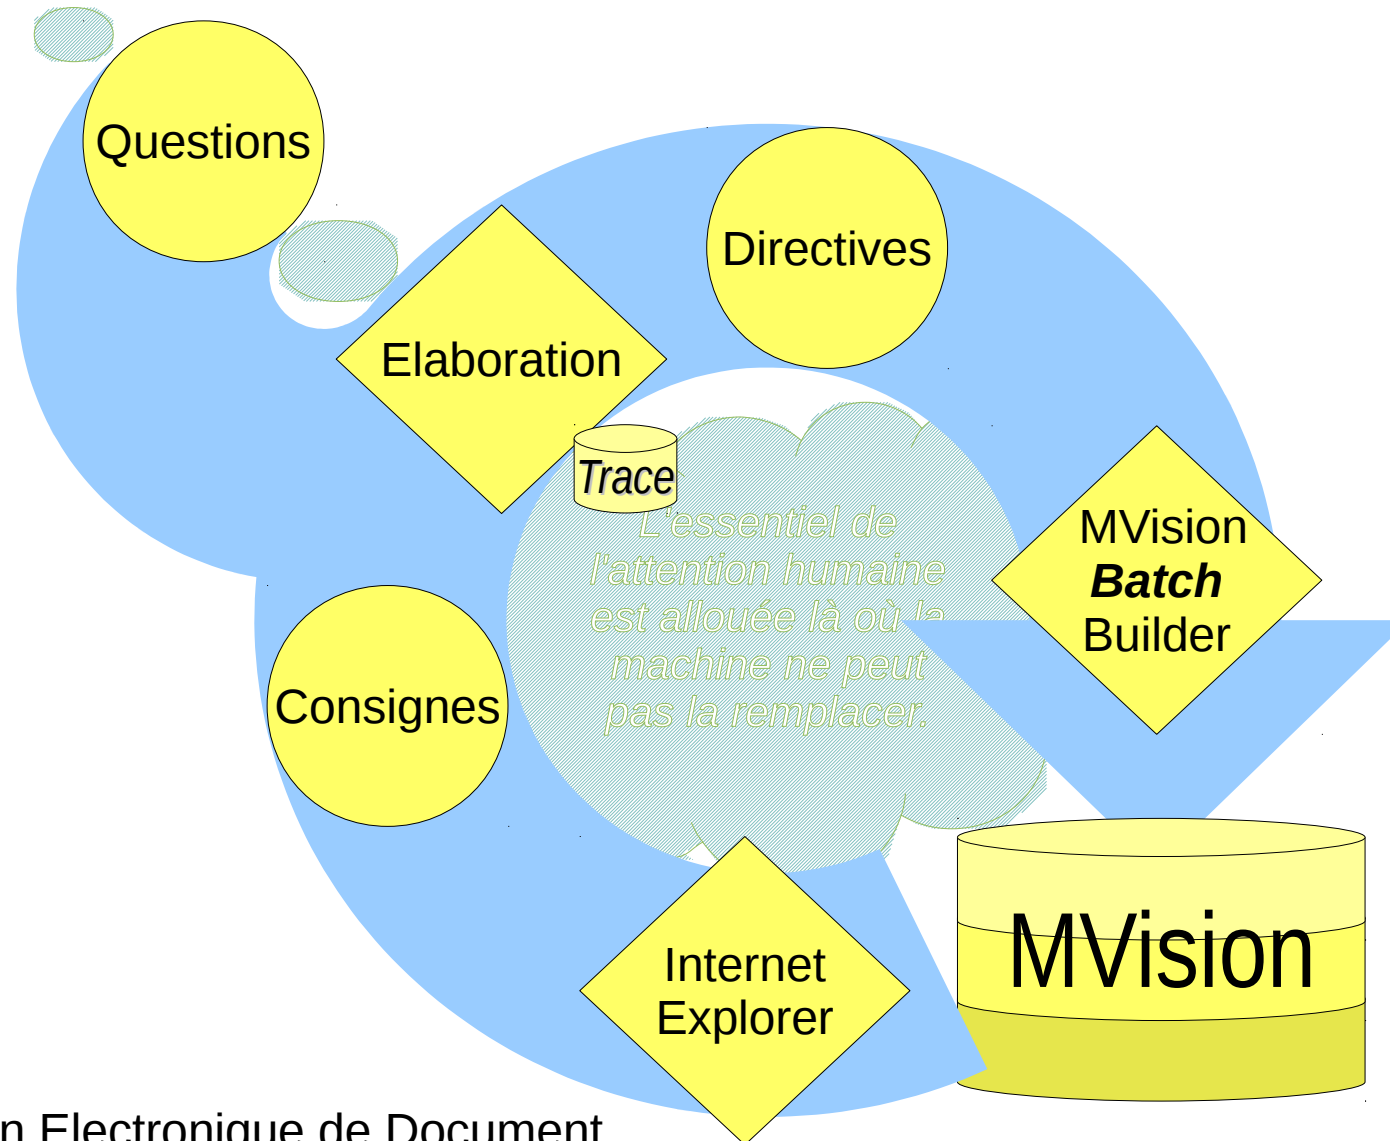 Questions
Directives
Elaboration
Trace
L'essentiel de
l'attention humaine
est allouée là où la
machine ne peut
pas la remplacer.
MVision
Batch
Builder
Consignes
MVision
Internet
Explorer
n Electronique de Document